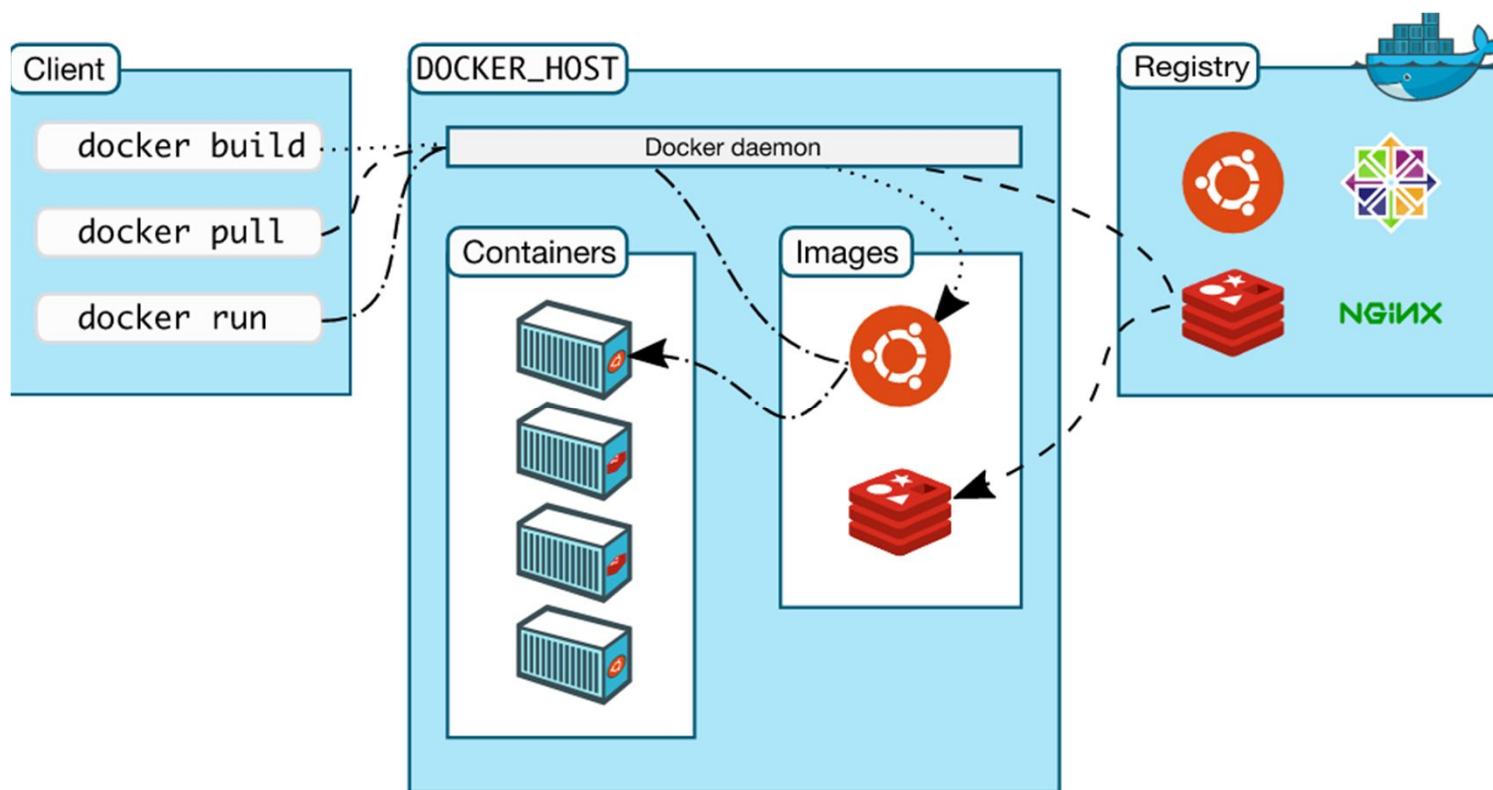 Client
docker build
docker pull
docker run
DOCKER_HOST
Docker daemon
Containers
Images
Registry
NGiNX